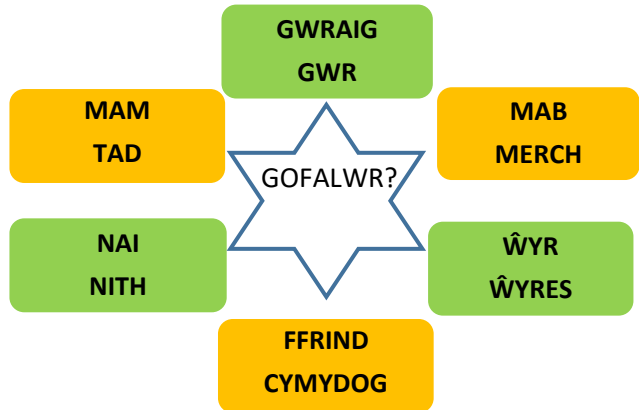 GWRAIG
GWR
MAM
TAD
MAB
MERCH
GOFALWR?
NAI
NITH
ŴYR
ŴYRES
FFRIND
CYMYDOG